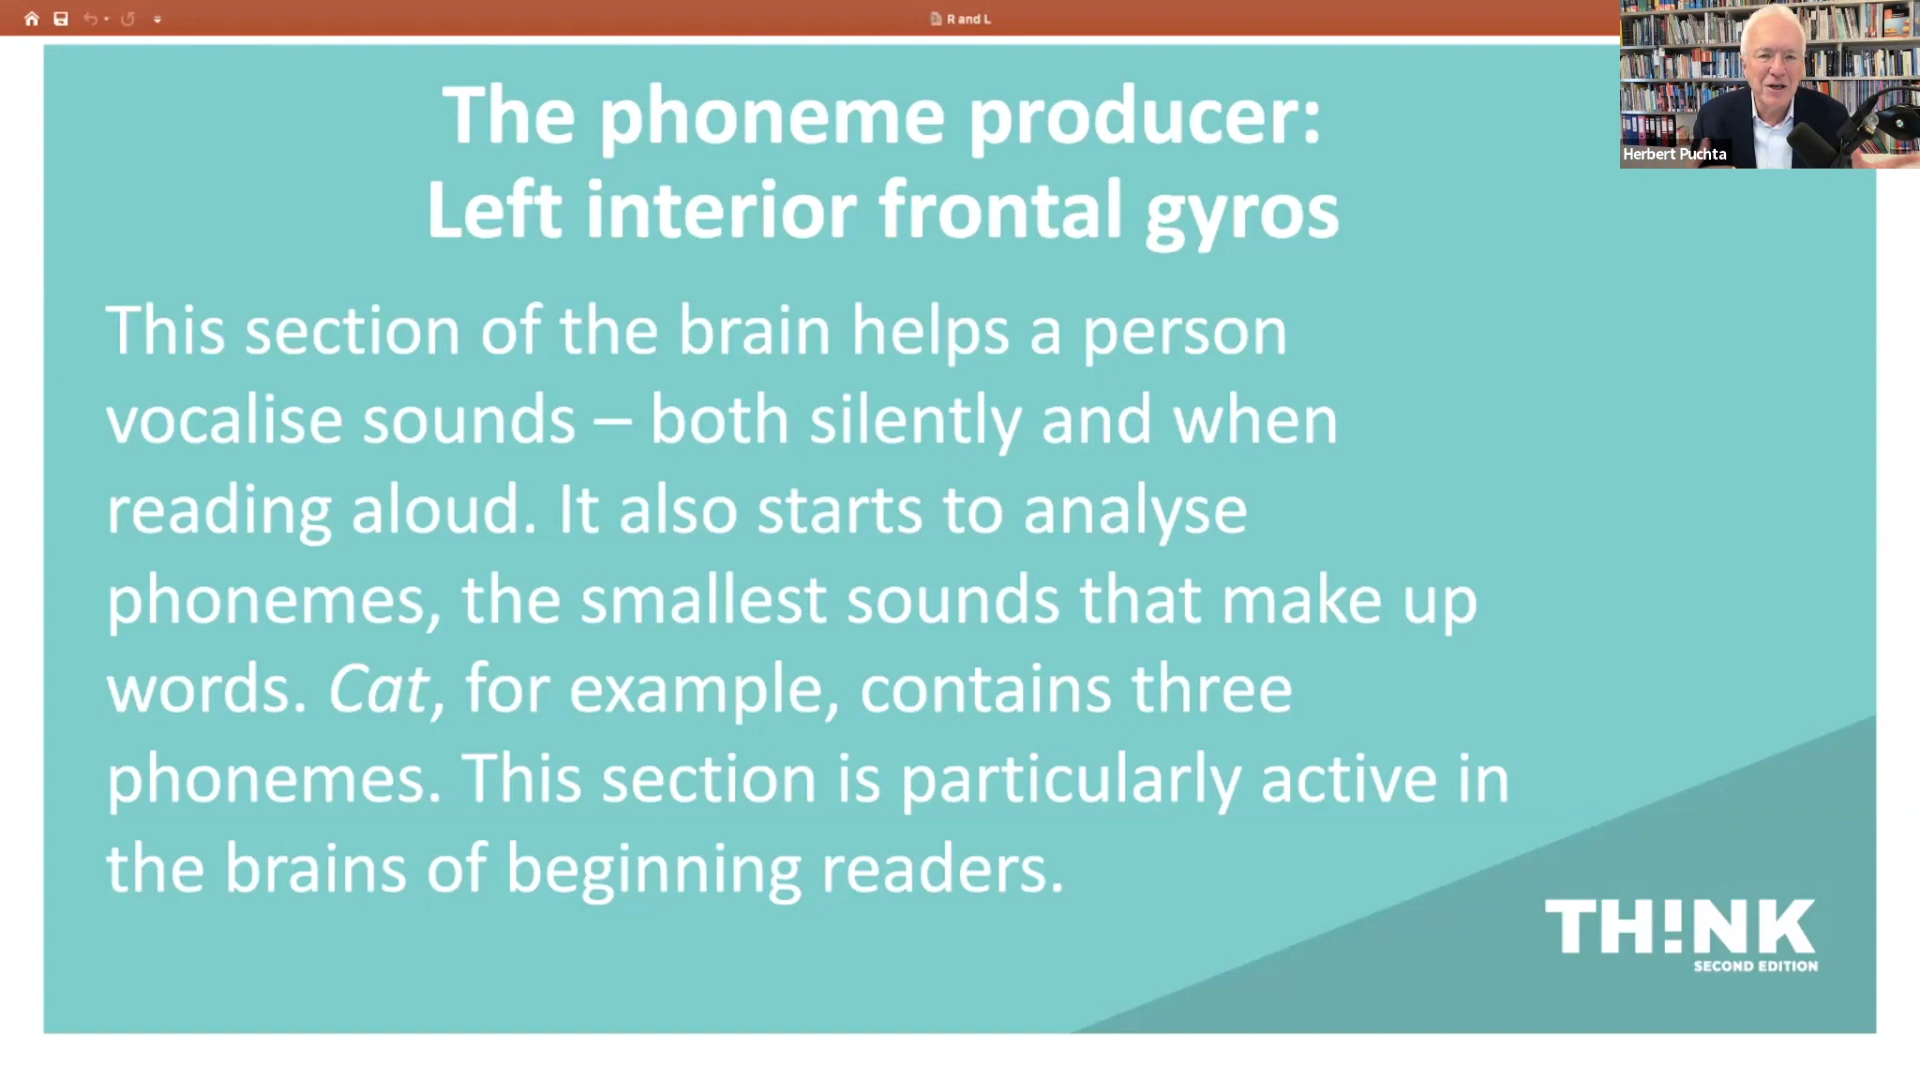 R and L
The phoneme producer:
Left interior frontal gyros
This section of the brain helps a person
vocalise sounds – both silently and when
reading aloud. It also starts to analyse
phonemes, the smallest sounds that make up
words. Cat, for example, contains three
phonemes. This section is particularly active in
the brains of beginning readers.
Herbert Puchta
TH!NK
SECOND EDITION